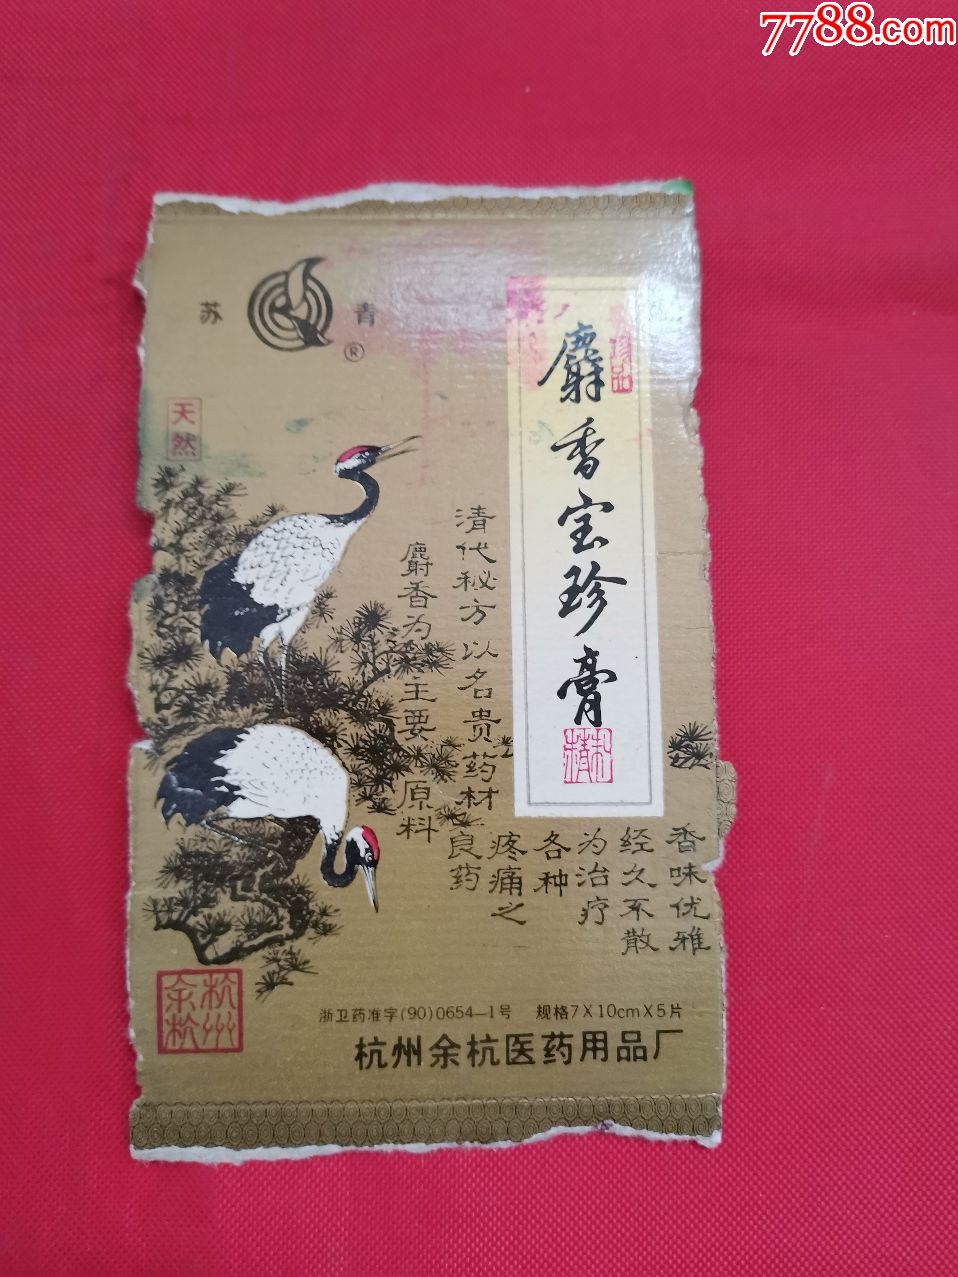 7788.com
苏 青
®
天然
珍品
麝香宝珍膏
清代秘方以名贵药材
麝香为主要原料
香味优雅
经久不散
为治疗
各种
疼痛之
良药
杭州
余杭
浙卫药准字(90)0654—1号 规格7X10cmX5片
杭州余杭医药用品厂